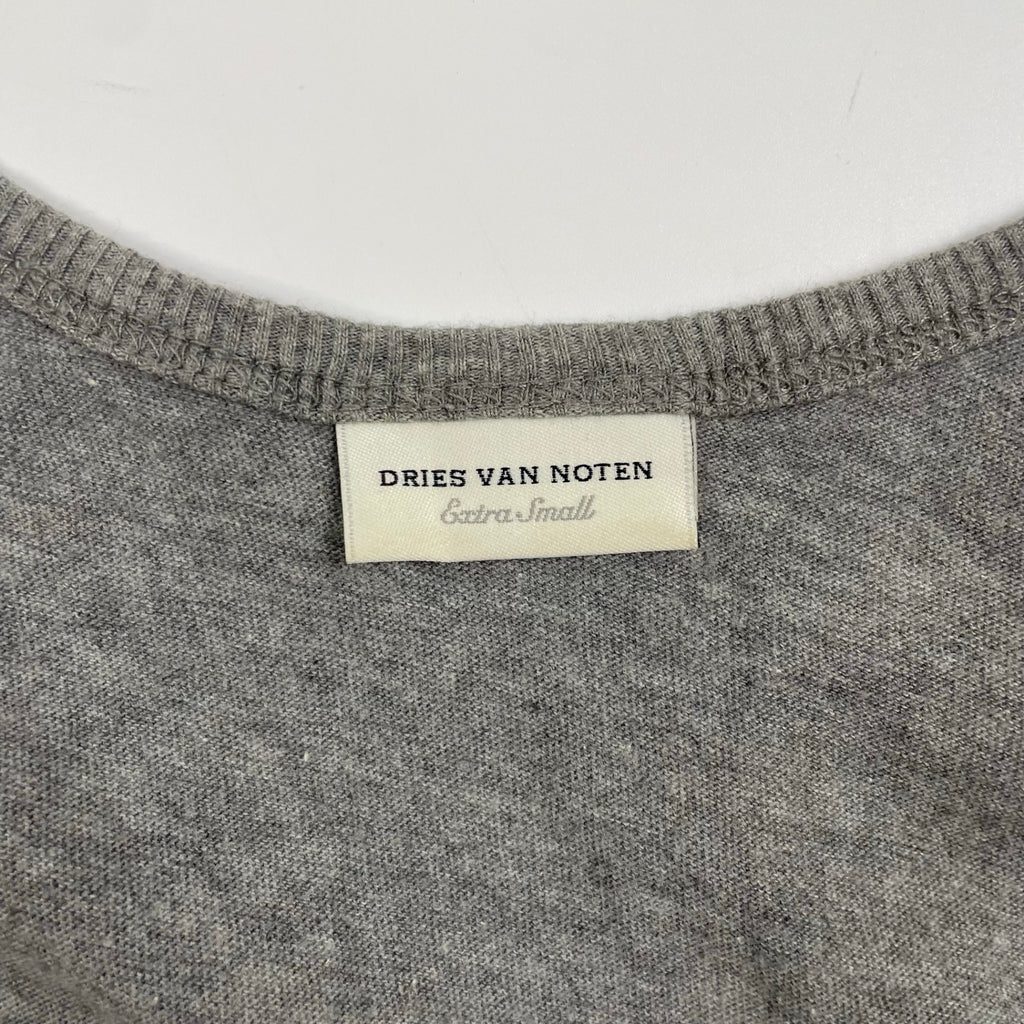 DRIES VAN NOTEN
Extra Small